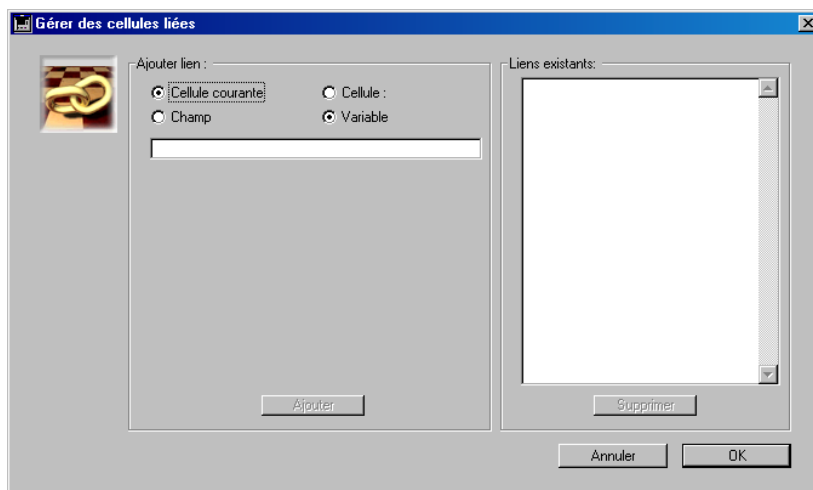 Gérer des cellules liées
Ajouter lien :
Cellule courante
Cellule :
Champ
Variable
Ajouter
Liens existants:
Supprimer
Annuler
OK